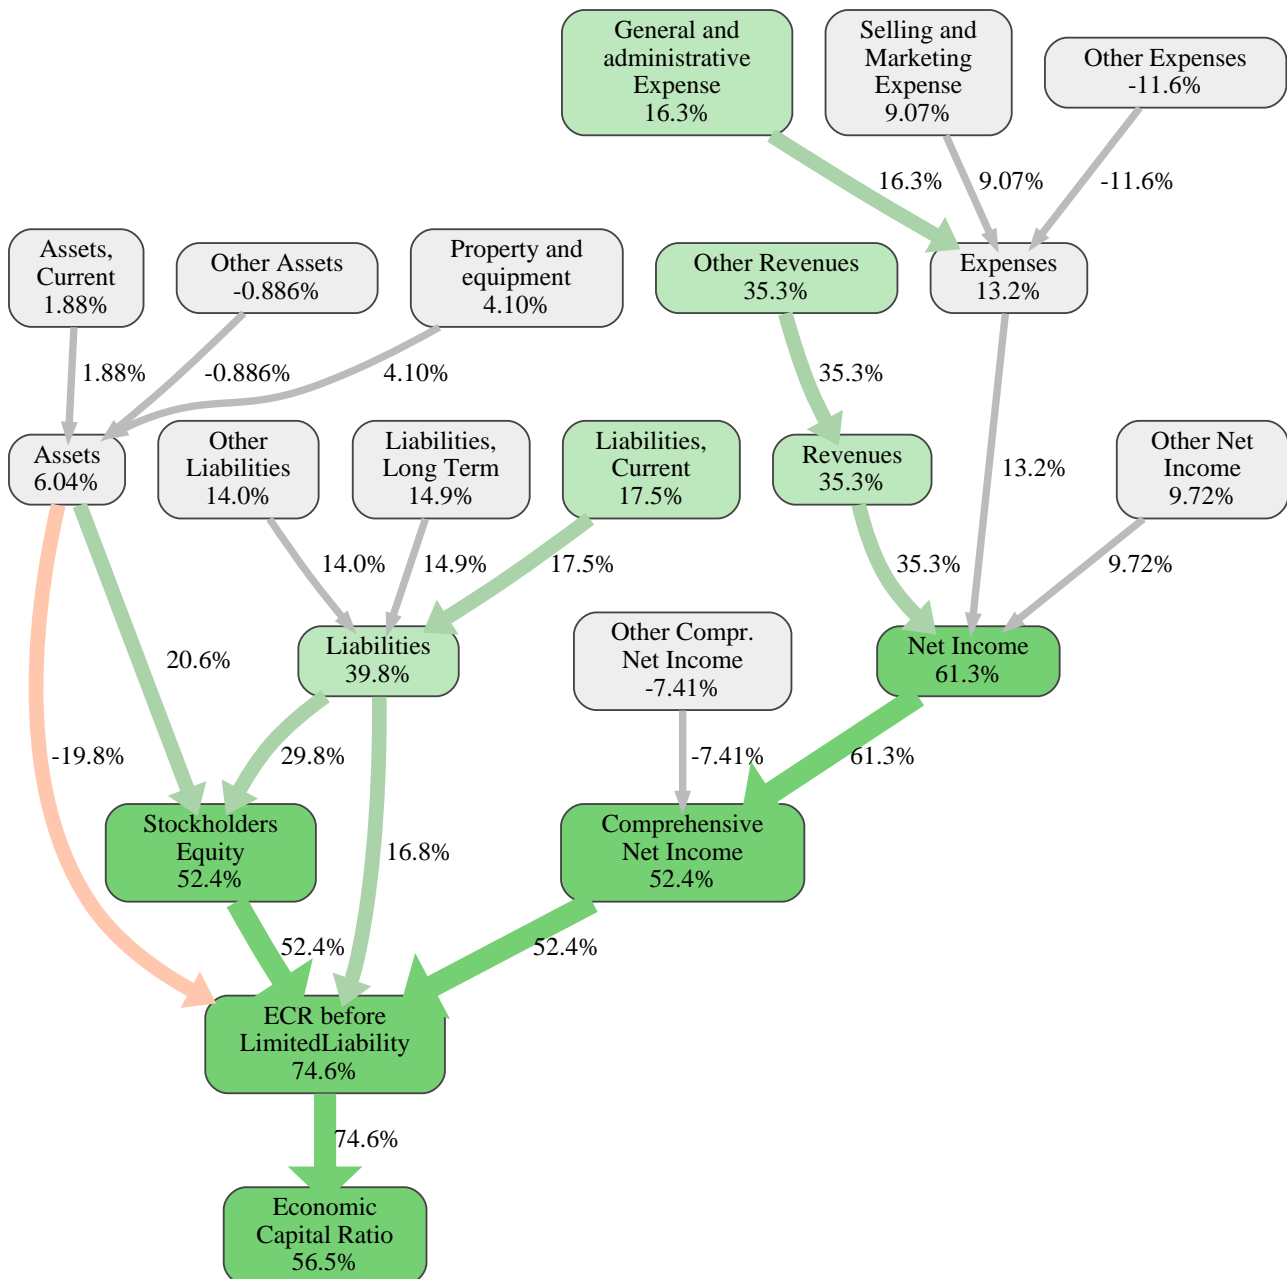 General and
administrative
Expense
16.3%
Selling and
Marketing
Expense
9.07%
Other Expenses
-11.6%
16.3%
9.07%
-11.6%
Assets,
Current
1.88%
Other Assets
-0.886%
Property and
equipment
4.10%
Other Revenues
35.3%
Expenses
13.2%
1.88%
-0.886%
4.10%
35.3%
Assets
6.04%
Other
Liabilities
14.0%
Liabilities,
Long Term
14.9%
Liabilities,
Current
17.5%
Revenues
35.3%
13.2%
Other Net
Income
9.72%
14.0%
14.9%
17.5%
35.3%
9.72%
20.6%
Liabilities
39.8%
Other Compr.
Net Income
-7.41%
Net Income
61.3%
-19.8%
29.8%
-7.41%
61.3%
Stockholders
Equity
52.4%
16.8%
Comprehensive
Net Income
52.4%
52.4%
52.4%
ECR before
LimitedLiability
74.6%
74.6%
Economic
Capital Ratio
56.5%